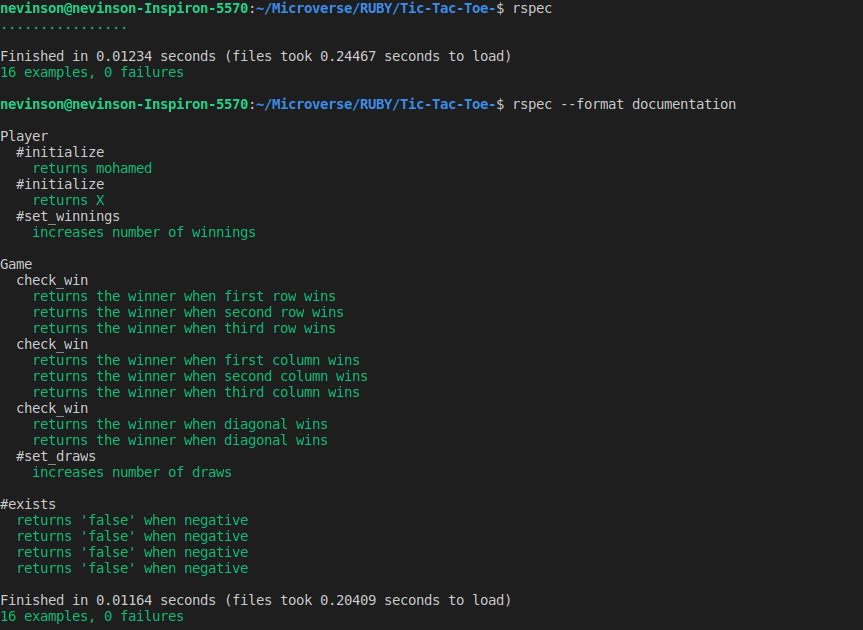 nevinson@nevinson-Inspiron-5570:~/Microverse/RUBY/Tic-Tac-Toe-$ rspec
................
Finished in 0.01234 seconds (files took 0.24467 seconds to load)
16 examples, 0 failures
nevinson@nevinson-Inspiron-5570:~/Microverse/RUBY/Tic-Tac-Toe-$ rspec --format documentation
Player
#initialize
returns mohamed
#initialize
returns X
#set_winnings
increases number of winnings
Game
check_win
returns the winner when first row wins
returns the winner when second row wins
returns the winner when third row wins
check_win
returns the winner when first column wins
returns the winner when second column wins
returns the winner when third column wins
check_win
returns the winner when diagonal wins
returns the winner when diagonal wins
#set_draws
increases number of draws
#exists
returns 'false' when negative
returns 'false' when negative
returns 'false' when negative
returns 'false' when negative
Finished in 0.01164 seconds (files took 0.20409 seconds to load)
16 examples, 0 failures